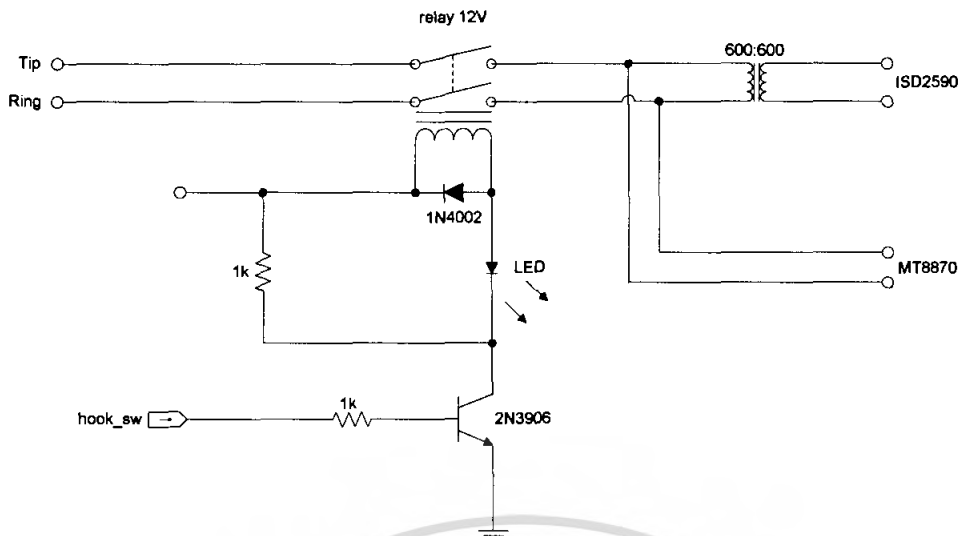 relay 12V
600:600
Tip
ISD2590
Ring
1N4002
1k
LED
MT8870
1k
hook_sw
2N3906